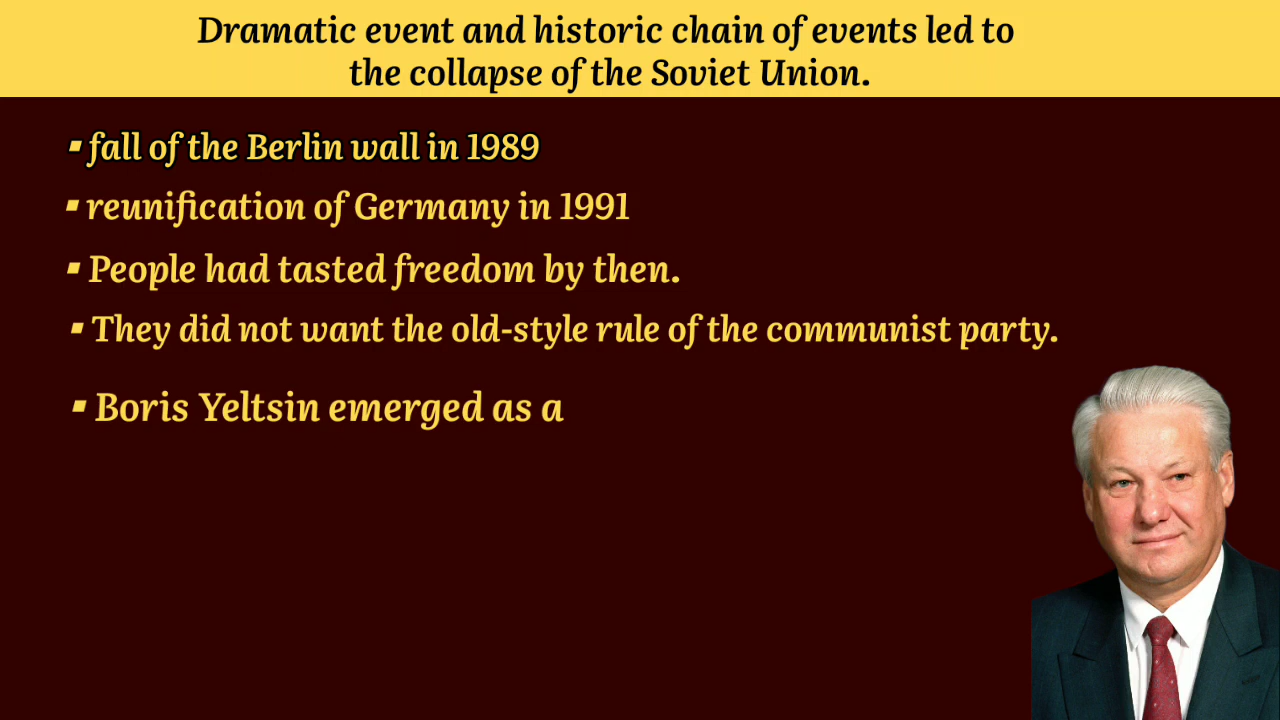 Dramatic event and historic chain of events led to
the collapse of the Soviet Union.
▪ fall of the Berlin wall in 1989
▪ reunification of Germany in 1991
▪ People had tasted freedom by then.
▪ They did not want the old-style rule of the communist party.
▪ Boris Yeltsin emerged as a